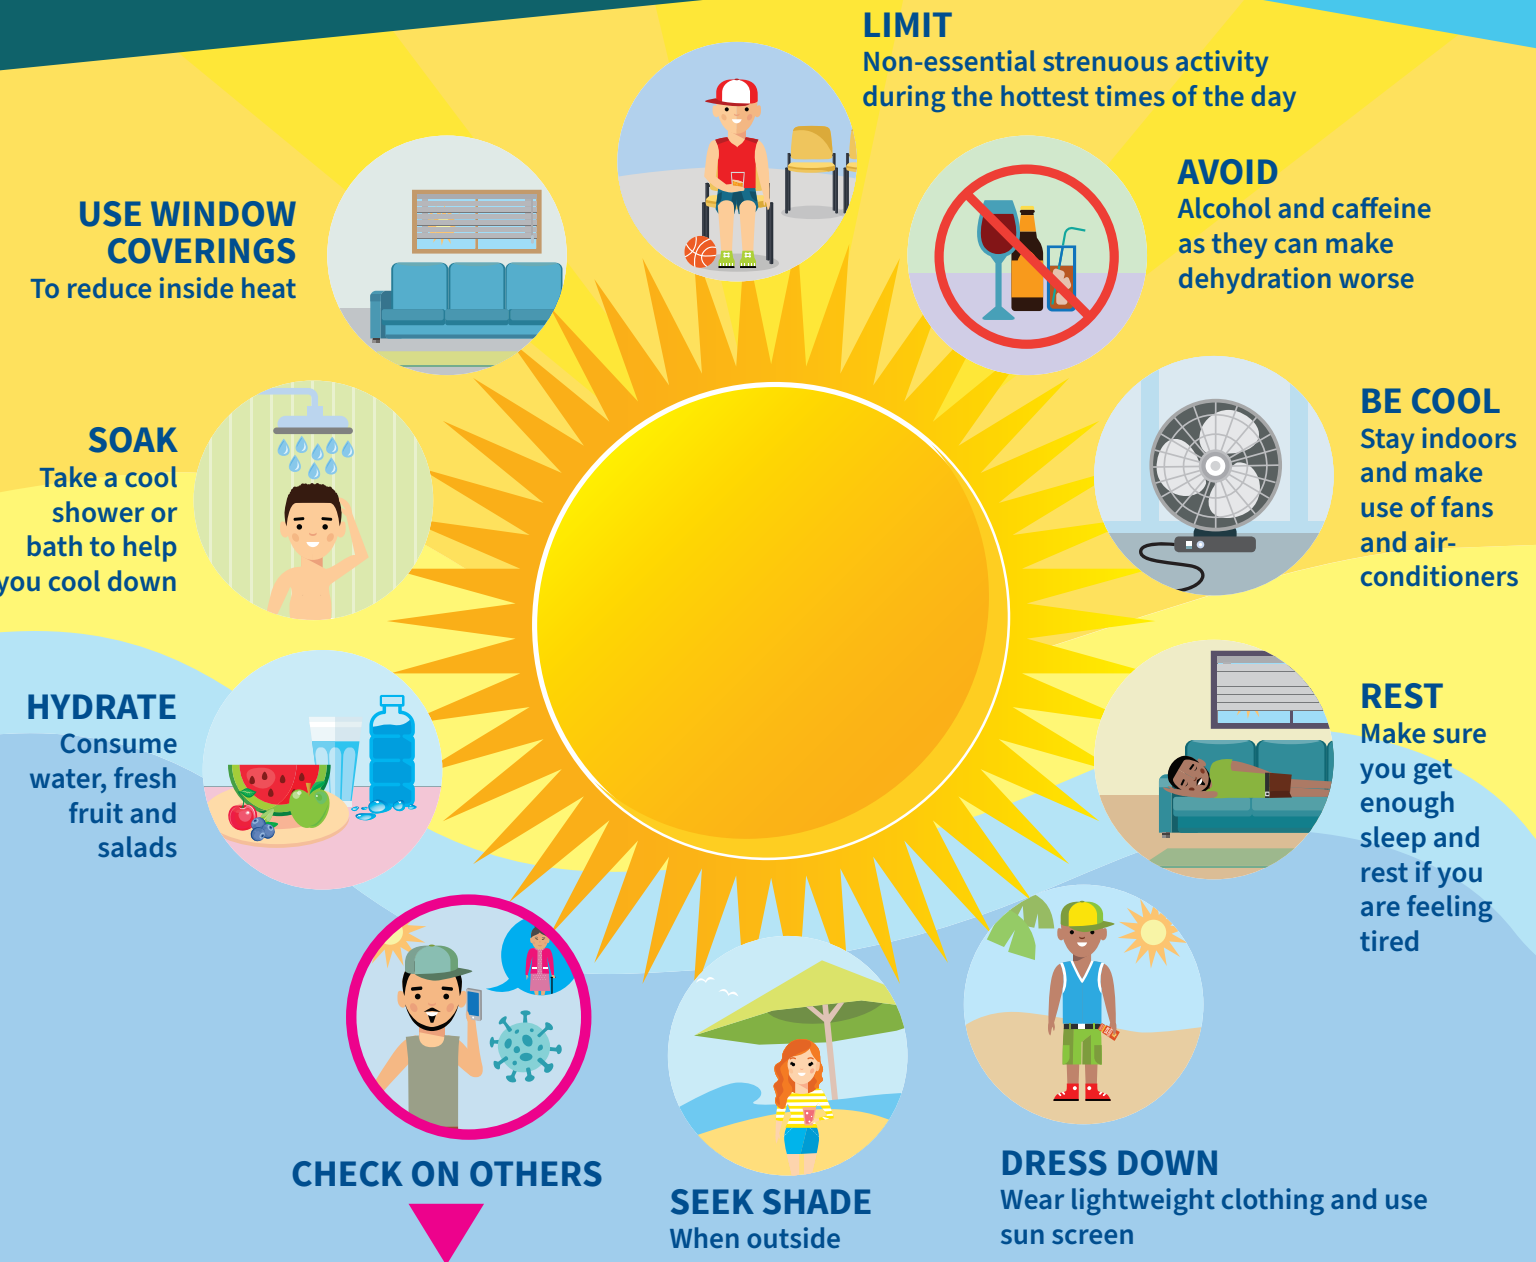 LIMIT
Non-essential strenuous activity
during the hottest times of the day
AVOID
Alcohol and caffeine
as they can make
dehydration worse
BE COOL
Stay indoors
and make
use of fans
and air-
conditioners
REST
Make sure
you get
enough
sleep and
rest if you
are feeling
tired
DRESS DOWN
Wear lightweight clothing and use
sun screen
SEEK SHADE
When outside
CHECK ON OTHERS
HYDRATE
Consume
water, fresh
fruit and
salads
SOAK
Take a cool
shower or
bath to help
you cool down
USE WINDOW
COVERINGS
To reduce inside heat